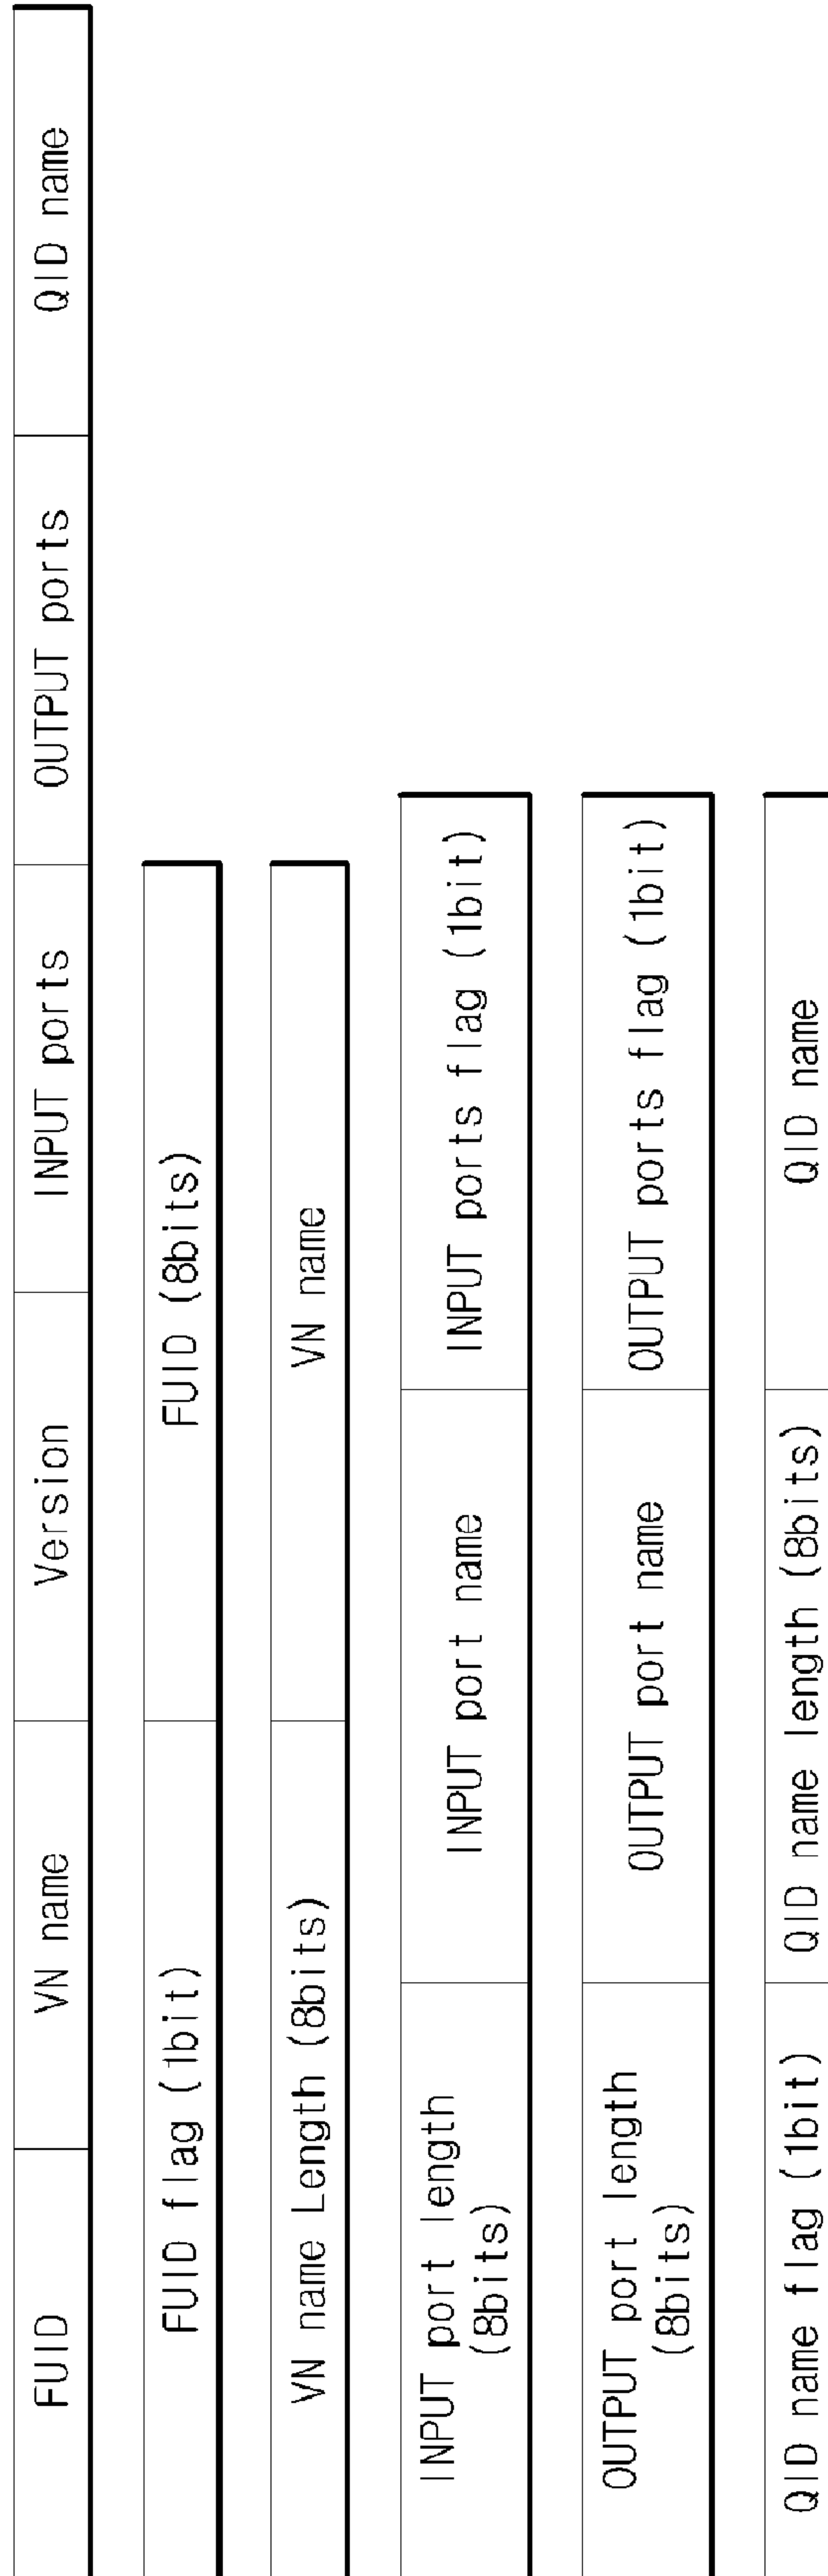 FUID
VN name
Version
INPUT ports
OUTPUT ports
QID name
FUID flag (1bit)
FUID (8bits)
VN name Length (8bits)
VN name
INPUT port length
(8bits)
INPUT port name
INPUT ports flag (1bit)
OUTPUT port length
(8bits)
OUTPUT port name
OUTPUT ports flag (1bit)
QID name flag (1bit)
QID name length (8bits)
QID name